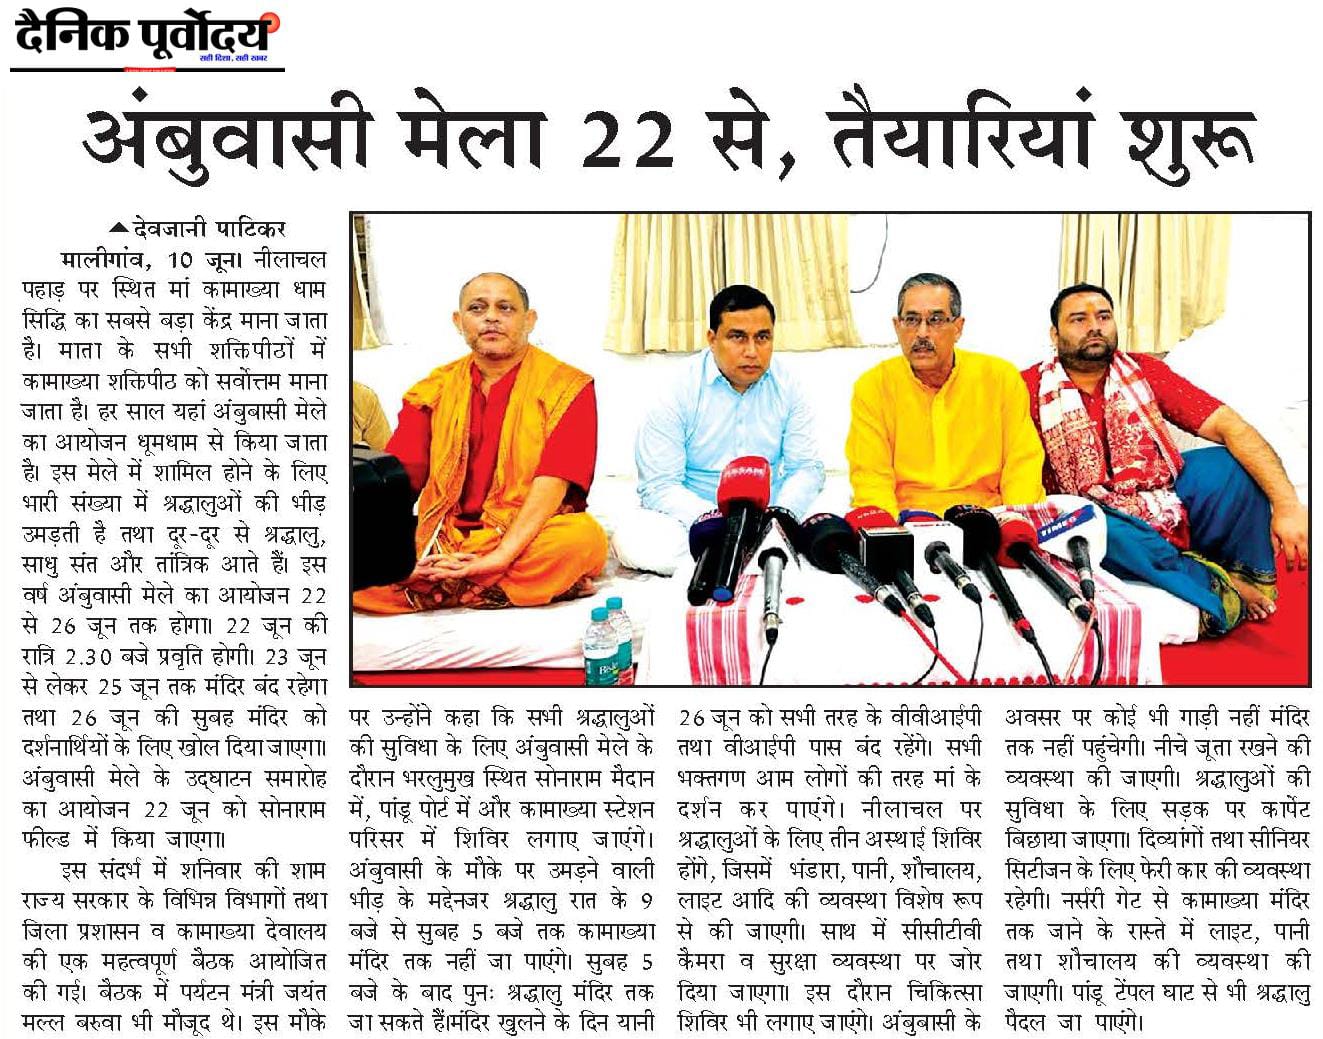 दैनिक पूर्वोदय
सही दिशा, सही खबर
अंबुवासी मेला 22 से, तैयारियां शुरू
▲देवजानी पाटिकर
मालीगांव, 10 जून। नीलाचल
पहाड़ पर स्थित मां कामाख्या धाम
सिद्धि का सबसे बड़ा केंद्र माना जाता
है। माता के सभी शक्तिपीठों में
कामाख्या शक्तिपीठ को सर्वोत्तम माना
जाता है। हर साल यहां अंबुबासी मेले
का आयोजन धूमधाम से किया जाता
है। इस मेले में शामिल होने के लिए
भारी संख्या में श्रद्धालुओं की भीड़
उमड़ती है तथा दूर-दूर से श्रद्धालु,
साधु संत और तांत्रिक आते हैं। इस
वर्ष अंबुवासी मेले का आयोजन 22
से 26 जून तक होगा। 22 जून की
रात्रि 2.30 बजे प्रवृति होगी। 23 जून
से लेकर 25 जून तक मंदिर बंद रहेगा
तथा 26 जून की सुबह मंदिर को
दर्शनार्थियों के लिए खोल दिया जाएगा।
अंबुवासी मेले के उद्घाटन समारोह
का आयोजन 22 जून को सोनाराम
फील्ड में किया जाएगा।
इस संदर्भ में शनिवार की शाम
राज्य सरकार के विभिन्न विभागों तथा
जिला प्रशासन व कामाख्या देवालय
की एक महत्वपूर्ण बैठक आयोजित
की गई। बैठक में पर्यटन मंत्री जयंत
मल्ल बरुवा भी मौजूद थे। इस मौके
ASSAM
TIMES
पर उन्होंने कहा कि सभी श्रद्धालुओं
की सुविधा के लिए अंबुवासी मेले के
दौरान भरलुमुख स्थित सोनाराम मैदान
में, पांडू पोर्ट में और कामाख्या स्टेशन
परिसर में शिविर लगाए जाएंगे।
अंबुवासी के मौके पर उमड़ने वाली
भीड़ के मद्देनजर श्रद्धालु रात के 9
बजे से सुबह 5 बजे तक कामाख्या
मंदिर तक नहीं जा पाएंगे। सुबह 5
बजे के बाद पुनः श्रद्धालु मंदिर तक
जा सकते हैं।मंदिर खुलने के दिन यानी
26 जून को सभी तरह के वीवीआईपी
तथा वीआईपी पास बंद रहेंगे। सभी
भक्तगण आम लोगों की तरह मां के
दर्शन कर पाएंगे। नीलाचल पर
श्रद्धालुओं के लिए तीन अस्थाई शिविर
होंगे, जिसमें भंडारा, पानी, शौचालय,
लाइट आदि की व्यवस्था विशेष रूप
से की जाएगी। साथ में सीसीटीवी
कैमरा व सुरक्षा व्यवस्था पर जोर
दिया जाएगा। इस दौरान चिकित्सा
शिविर भी लगाए जाएंगे। अंबुबासी के
अवसर पर कोई भी गाड़ी नहीं मंदिर
तक नहीं पहुंचेगी। नीचे जूता रखने की
व्यवस्था की जाएगी। श्रद्धालुओं की
सुविधा के लिए सड़क पर कार्पेट
बिछाया जाएगा। दिव्यांगों तथा सीनियर
सिटीजन के लिए फेरी कार की व्यवस्था
रहेगी। नर्सरी गेट से कामाख्या मंदिर
तक जाने के रास्ते में लाइट, पानी
तथा शौचालय की व्यवस्था की
जाएगी। पांडू टेंपल घाट से भी श्रद्धालु
पैदल जा पाएंगे।